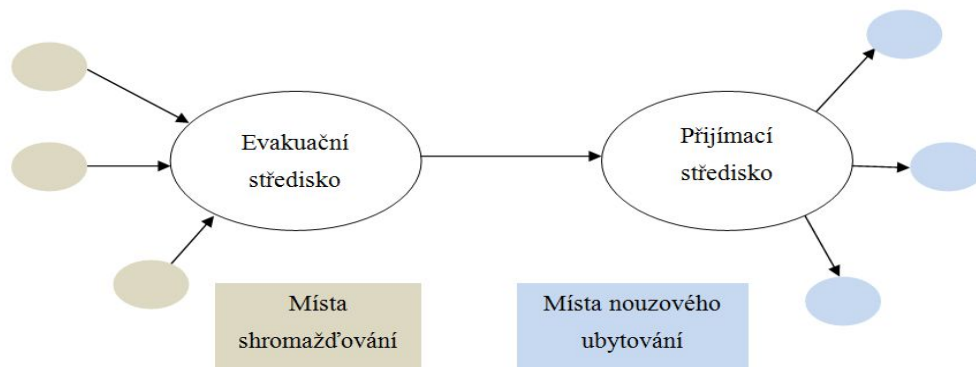 Evakuační
středisko
Přijímací
středisko
Místa
shromažďování
Místa nouzového
ubytování